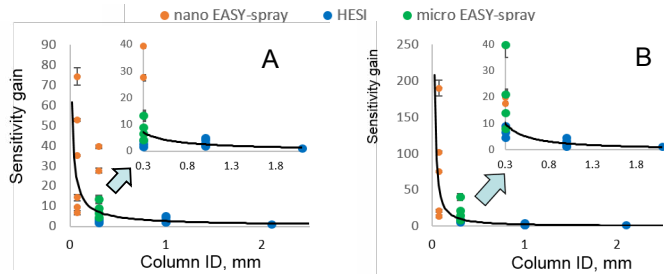 nano EASY-spray HESI micro EASY-spray
A
Sensitivity gain
90
80
70
60
50
40
30
20
10
0
0 1 2
Column ID, mm
40
30
20
10
0
0.3 0.8 1.3 1.8
B
Sensitivity gain
250
200
150
100
50
0
0 1 2
Column ID, mm
40
30
20
10
0
0.3 0.8 1.3 1.8